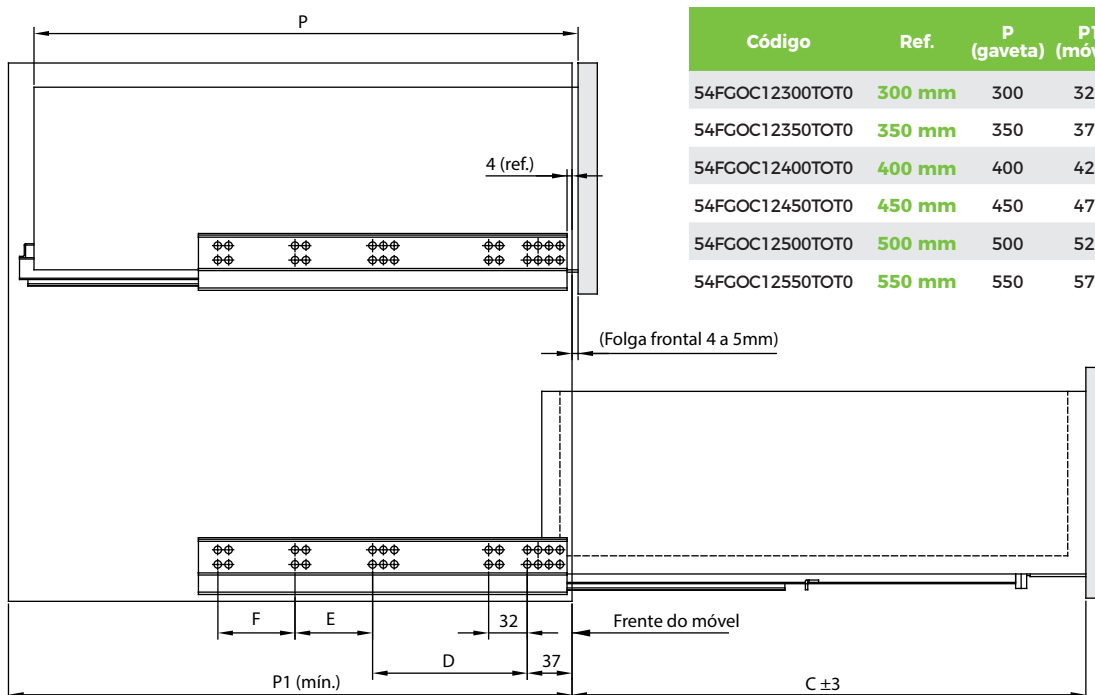 P
Código Ref. P (gaveta)
54FGOC12300TOT0 300 mm 300
54FGOC12350TOT0 350 mm 350
54FGOC12400TOT0 400 mm 400
54FGOC12450TOT0 450 mm 450
54FGOC12500TOT0 500 mm 500
54FGOC12550TOT0 550 mm 550
4 (ref.)
(Folga frontal 4 a 5mm)
F E 32 Frente do móvel
D 37
P1 (mín.) C ±3